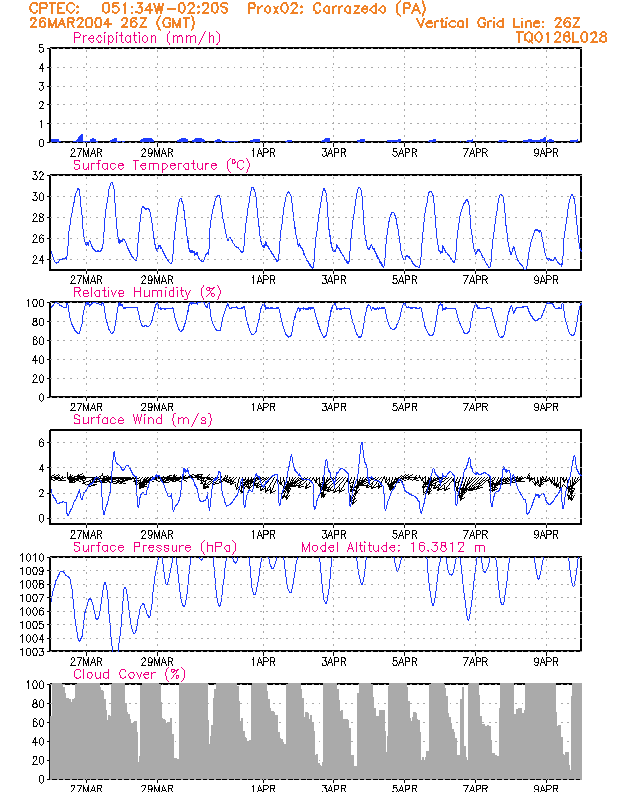 CPTEC: 051:34W-02:20S Prox02: Carrazedo (PA)
26MAR2004 26Z (GMT) Vertical Grid Line: 26Z
Precipitation (mm/h) TQ0126L028
5
4
3
2
1
0
27MAR 29MAR 1APR 3APR 5APR 7APR 9APR
Surface Temperature (ºC)
32
30
28
26
24
27MAR 29MAR 1APR 3APR 5APR 7APR 9APR
Relative Humidity (%)
100
80
60
40
20
0
27MAR 29MAR 1APR 3APR 5APR 7APR 9APR
Surface Wind (m/s)
6
4
2
0
27MAR 29MAR 1APR 3APR 5APR 7APR 9APR
Surface Pressure (hPa) Model Altitude: 16.3812 m
1010
1009
1008
1007
1006
1005
1004
1003
27MAR 29MAR 1APR 3APR 5APR 7APR 9APR
Cloud Cover (%)
100
80
60
40
20
0
27MAR 29MAR 1APR 3APR 5APR 7APR 9APR